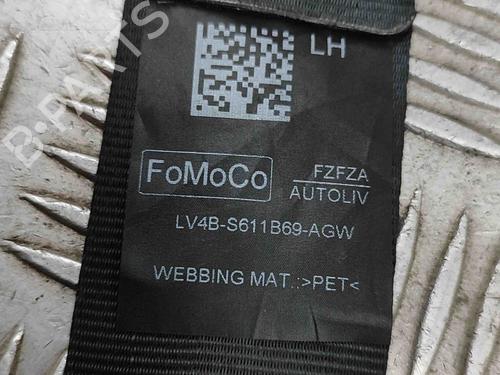 LH
FoMoCo
FZFZA
AUTOLIV
LV4B-S611B69-AGW
WEBBING MAT.:>PET<
B-PARTS